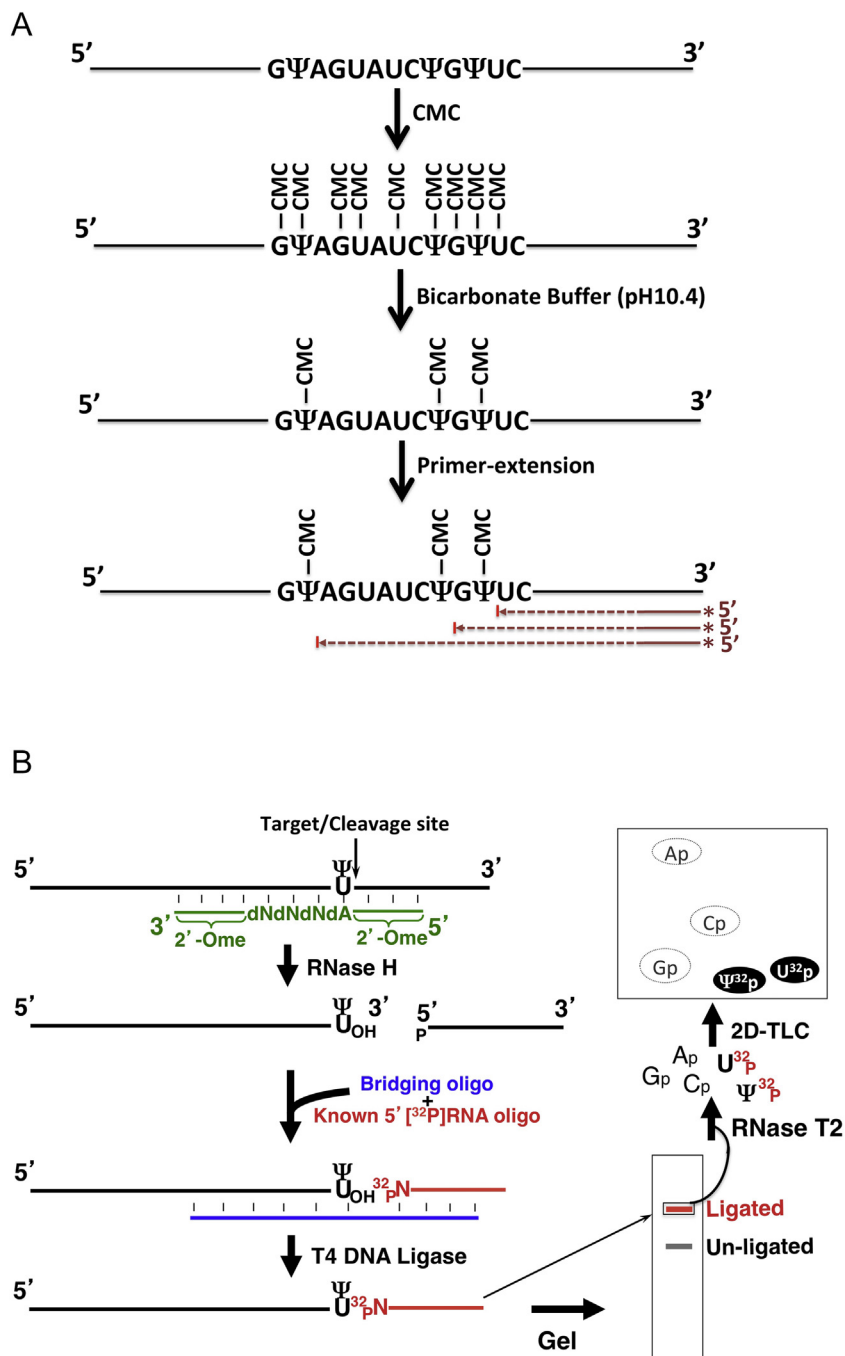 A
5’ GΨAGUAUCΨGΨUC 3’
CMC
CMC CMC CMC CMC CMC CMC CMC CMC CMC
5’ GΨAGUAUCΨGΨUC 3’
Bicarbonate Buffer (pH10.4)
CMC CMC CMC
5’ GΨAGUAUCΨGΨUC 3’
Primer-extension
CMC CMC CMC
5’ GΨAGUAUCΨGΨUC 3’
* 5’
* 5’
* 5’
B
Target/Cleavage site
Ψ
5’ U 3’
3’ dNdNdNdA 5’
2’-Ome 2’-Ome
RNase H
Ψ 3’ 5’ 3’
5’ UOH P
Bridging oligo
+
Known 5’ [32P]RNA oligo
Ψ
5’ UOH 32PN
T4 DNA Ligase
Ψ
5’ U32PN
Gel
Ligated
Un-ligated
RNase T2
Gp Ap Cp U32P Ψ32P
2D-TLC
Ap
Cp
Gp Ψ32p U32p